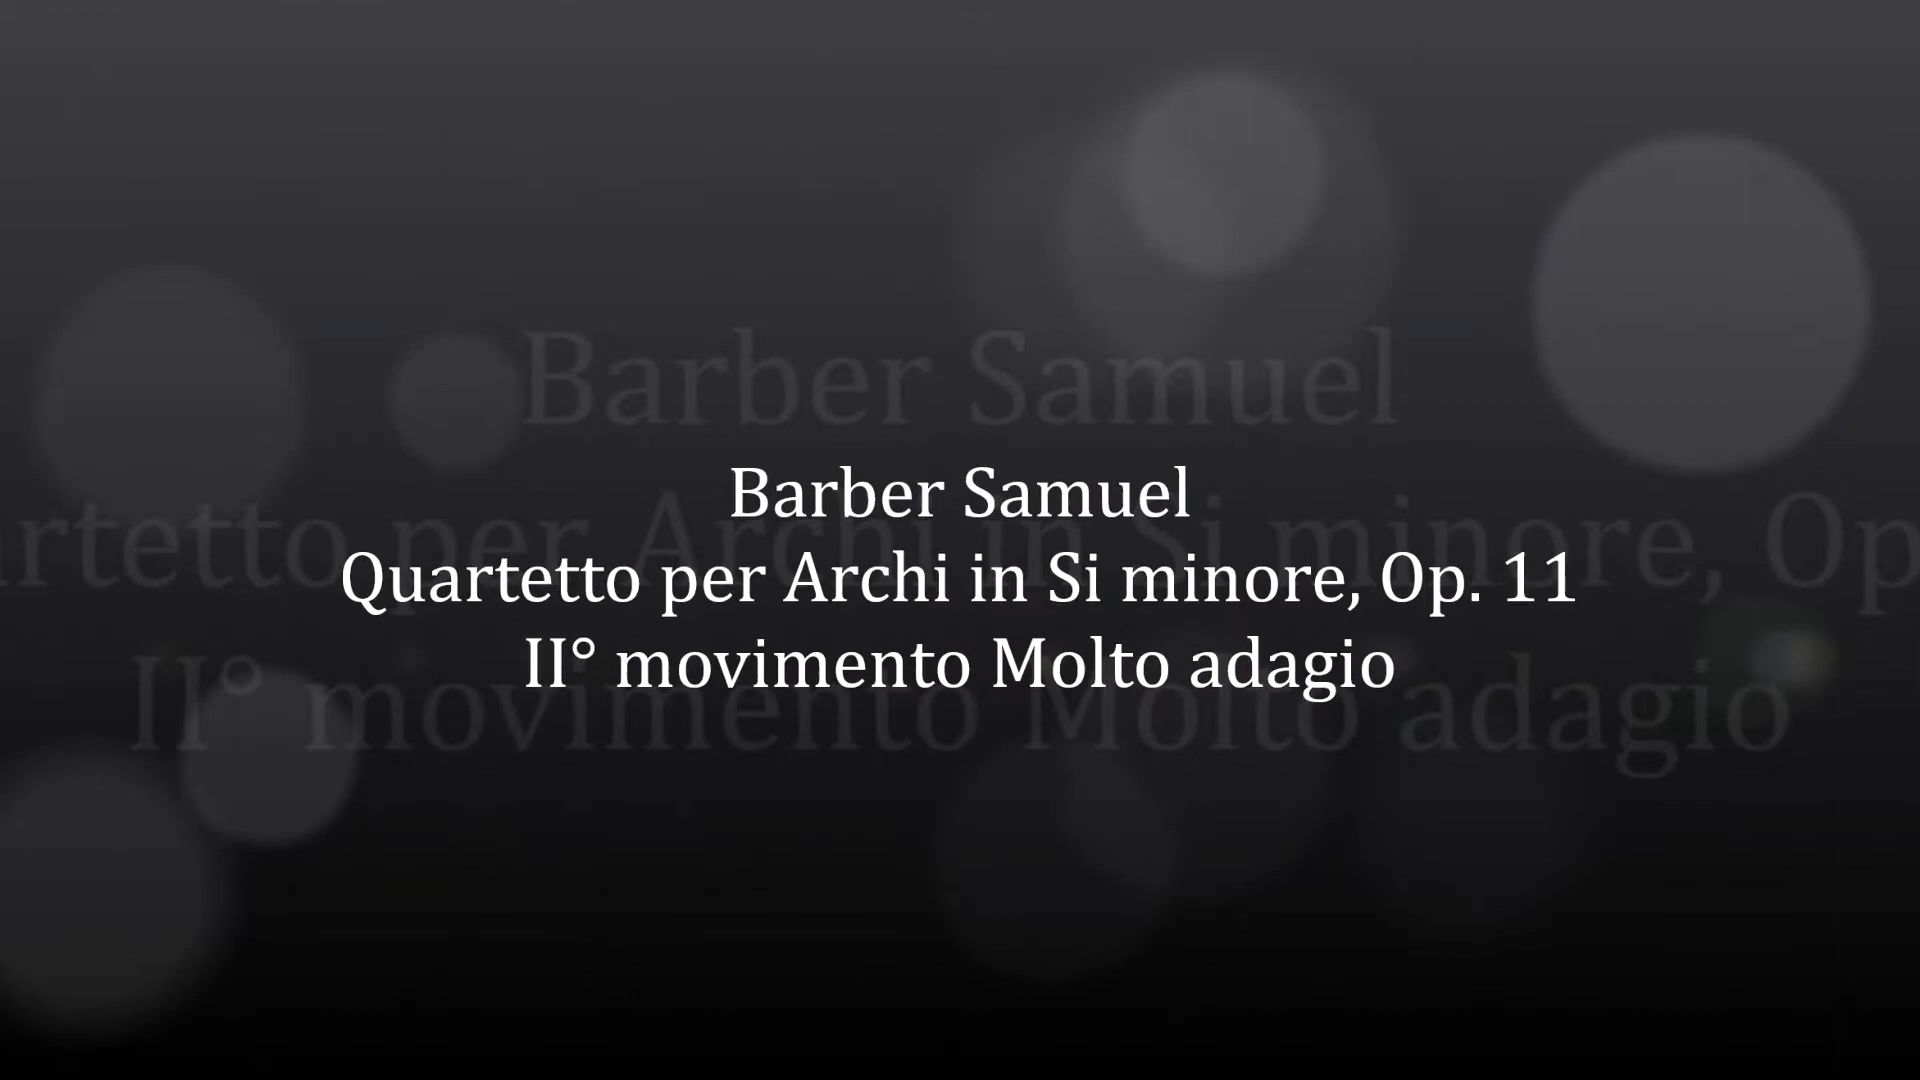 Barber Samuel
Quartetto per Archi in Si minore, Op. 11
II° movimento Molto adagio